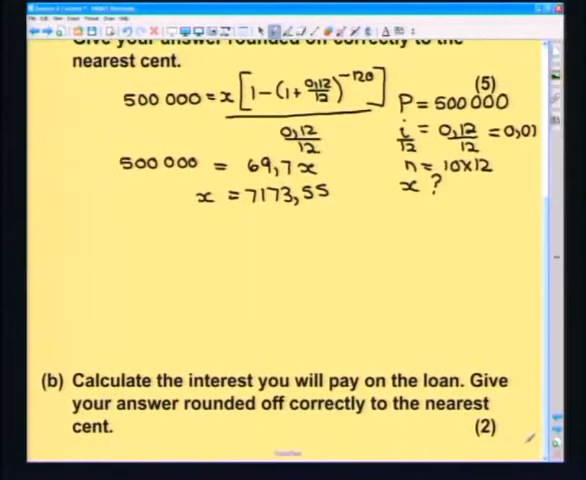 Give your answer rounded off correctly to the
nearest cent.
(5)
500 000 = x [1 - (1 + 0,12/12)^-120] / (0,12/12)
P = 500 000
i/12 = 0,12/12 = 0,01
n = 10×12
x ?
500 000 = 69,7x
x = 7173,55
(b) Calculate the interest you will pay on the loan. Give
your answer rounded off correctly to the nearest
cent.
(2)